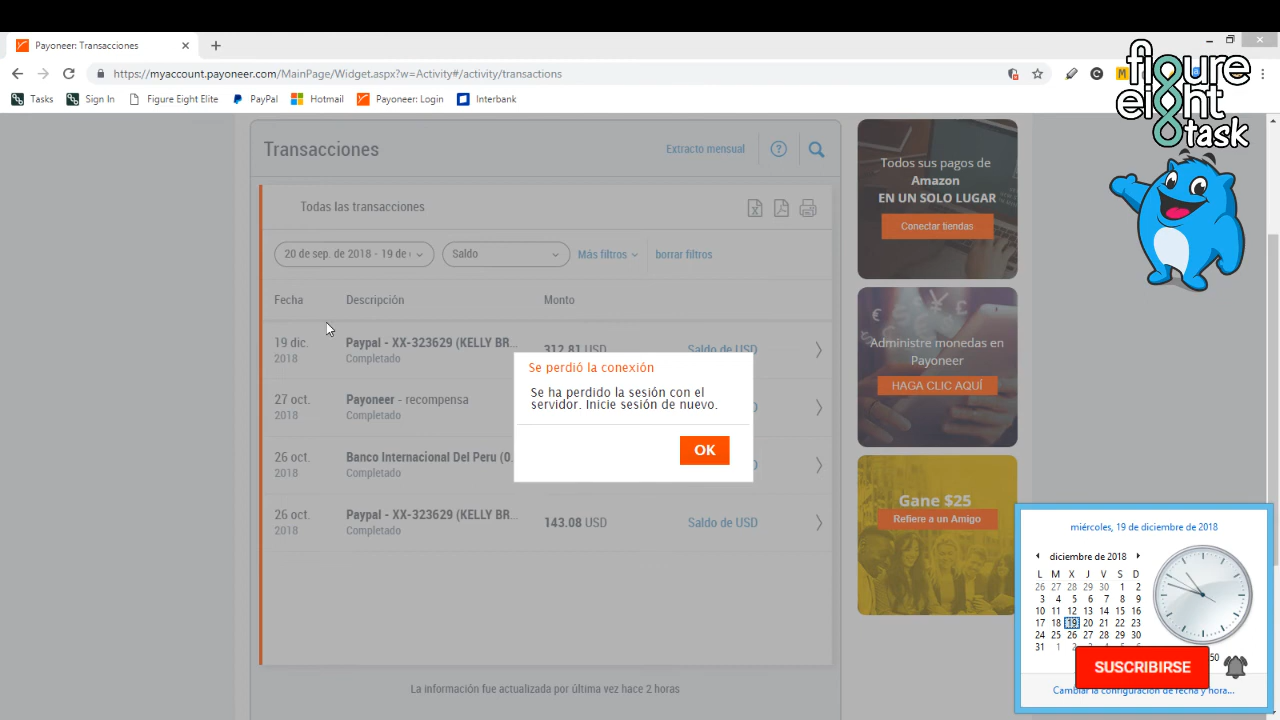 Payoneer: Transacciones
https://myaccount.payoneer.com/MainPage/Widget.aspx?w=Activity#/activity/transactions
Tasks
Sign In
Figure Eight Elite
PayPal
Hotmail
Payoneer: Login
Interbank
figure
eight
task
Transacciones
Extracto mensual
Todas las transacciones
20 de sep. de 2018 - 19 de
Saldo
Más filtros
borrar filtros
Fecha Descripción Monto
19 dic. Paypal - XX-323629 (KELLY BR... 312.81 USD Saldo de USD
2018 Completado
27 oct. Payoneer - recompensa
2018 Completado
26 oct. Banco Internacional Del Peru (0.
2018 Completado
26 oct. Paypal - XX-323629 (KELLY BR... 143.08 USD Saldo de USD
2018 Completado
La información fue actualizada por última vez hace 2 horas
Se perdió la conexión
Se ha perdido la sesión con el
servidor. Inicie sesión de nuevo.
OK
Todos sus pagos de
Amazon
EN UN SOLO LUGAR
Conectar tiendas
Administre monedas en
Payoneer
HAGA CLIC AQUÍ
Gane $25
Refiere a un Amigo
miércoles, 19 de diciembre de 2018
diciembre de 2018
L M X J V S D
26 27 28 29 30 1 2
3 4 5 6 7 8 9
10 11 12 13 14 15 16
17 18 19 20 21 22 23
24 25 26 27 28 29 30
31 1 2
50
SUSCRIBIRSE
Cambiar la configuración de fecha y hora...